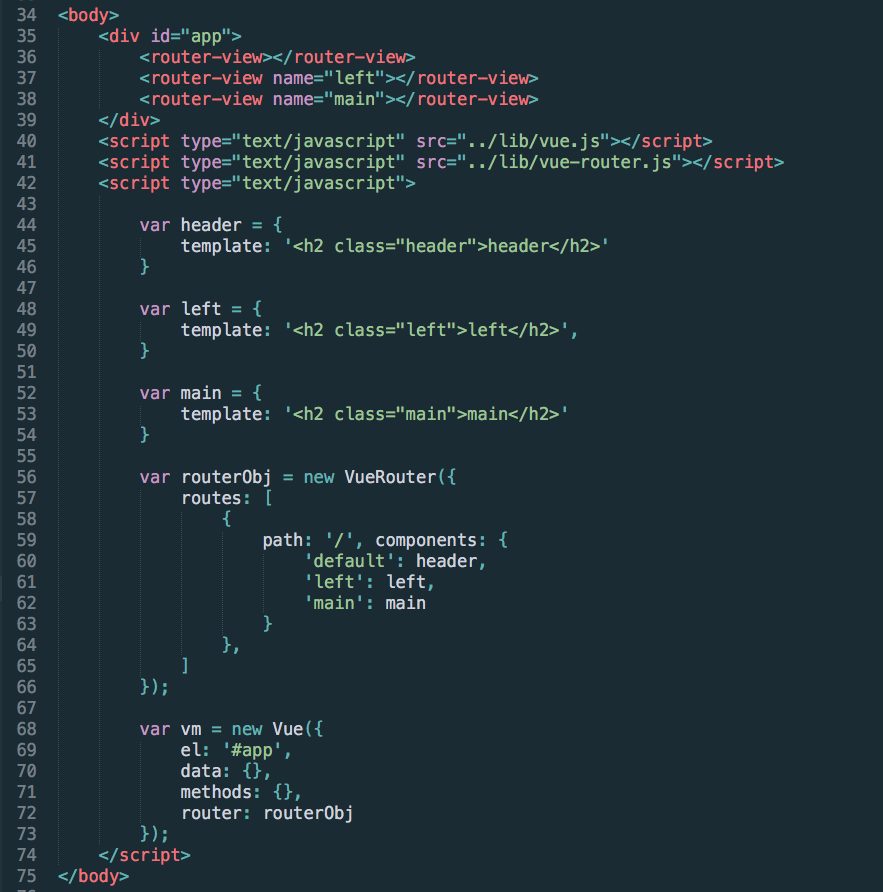 34 <body>
35     <div id="app">
36         <router-view></router-view>
37         <router-view name="left"></router-view>
38         <router-view name="main"></router-view>
39     </div>
40     <script type="text/javascript" src="../lib/vue.js"></script>
41     <script type="text/javascript" src="../lib/vue-router.js"></script>
42     <script type="text/javascript">
43
44         var header = {
45             template: '<h2 class="header">header</h2>'
46         }
47
48         var left = {
49             template: '<h2 class="left">left</h2>',
50         }
51
52         var main = {
53             template: '<h2 class="main">main</h2>'
54         }
55
56         var routerObj = new VueRouter({
57             routes: [
58                 {
59                     path: '/', components: {
60                         'default': header,
61                         'left': left,
62                         'main': main
63                     }
64                 },
65             ]
66         });
67
68         var vm = new Vue({
69             el: '#app',
70             data: {},
71             methods: {},
72             router: routerObj
73         });
74     </script>
75 </body>